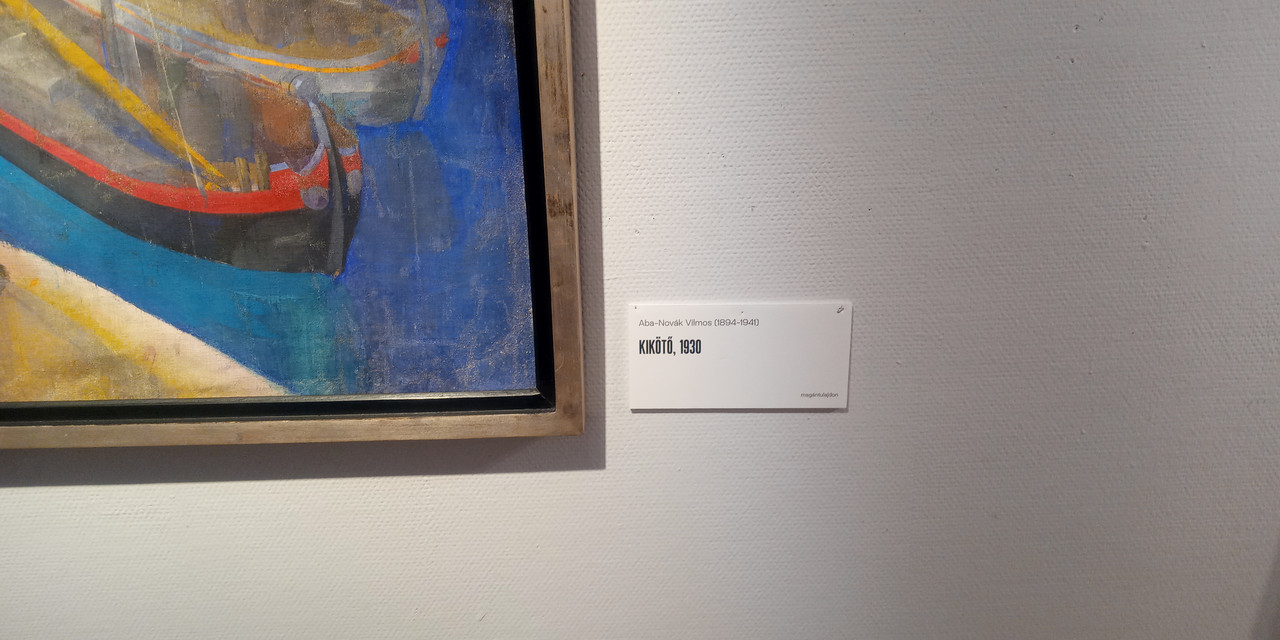 Aba-Novák Vilmos (1894-1941)
KIKÖTŐ, 1930
magántulajdon